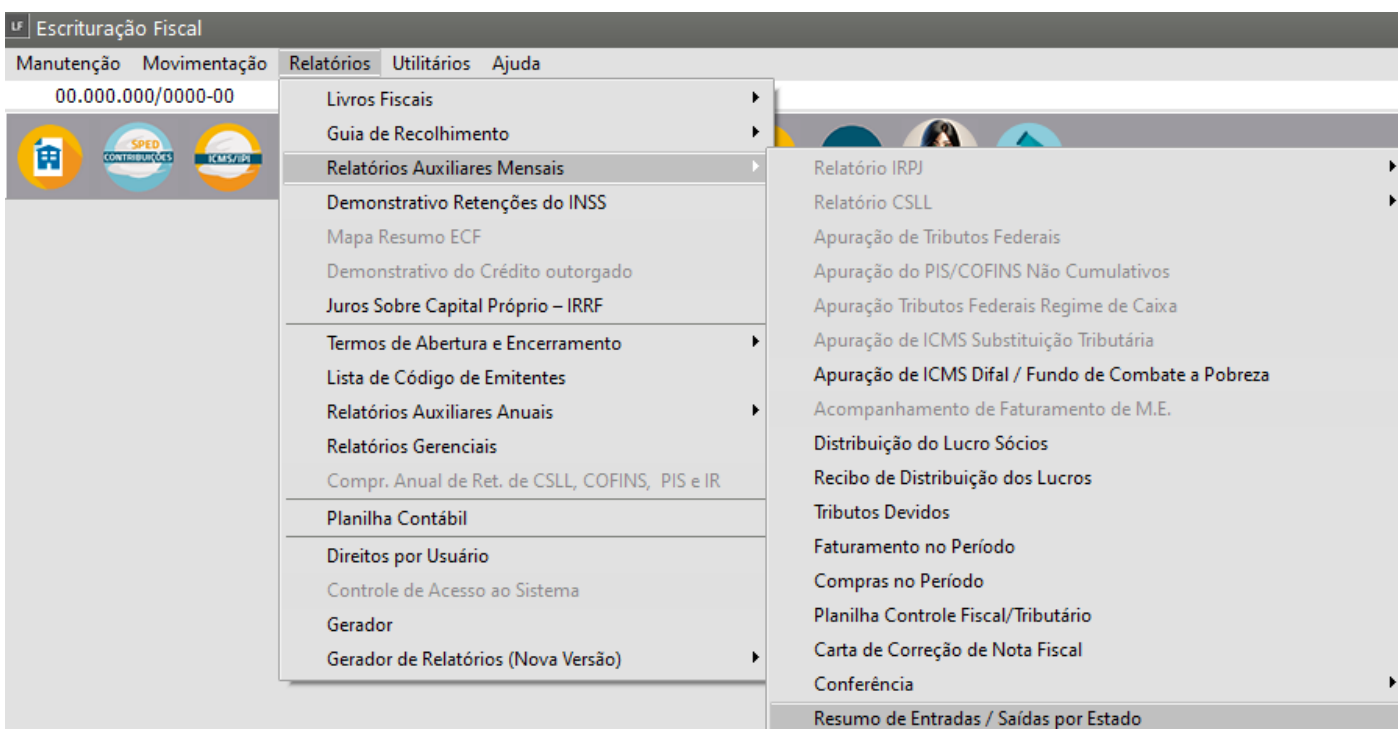 LF Escrituração Fiscal
Manutenção Movimentação Relatórios Utilitários Ajuda
00.000.000/0000-00
SPED
CONTRIBUIÇÕES
ICMS/IPI
Livros Fiscais
Guia de Recolhimento
Relatórios Auxiliares Mensais
Demonstrativo Retenções do INSS
Mapa Resumo ECF
Demonstrativo do Crédito outorgado
Juros Sobre Capital Próprio – IRRF
Termos de Abertura e Encerramento
Lista de Código de Emitentes
Relatórios Auxiliares Anuais
Relatórios Gerenciais
Compr. Anual de Ret. de CSLL, COFINS, PIS e IR
Planilha Contábil
Direitos por Usuário
Controle de Acesso ao Sistema
Gerador
Gerador de Relatórios (Nova Versão)
Relatório IRPJ
Relatório CSLL
Apuração de Tributos Federais
Apuração do PIS/COFINS Não Cumulativos
Apuração Tributos Federais Regime de Caixa
Apuração de ICMS Substituição Tributária
Apuração de ICMS Difal / Fundo de Combate a Pobreza
Acompanhamento de Faturamento de M.E.
Distribuição do Lucro Sócios
Recibo de Distribuição dos Lucros
Tributos Devidos
Faturamento no Período
Compras no Período
Planilha Controle Fiscal/Tributário
Carta de Correção de Nota Fiscal
Conferência
Resumo de Entradas / Saídas por Estado